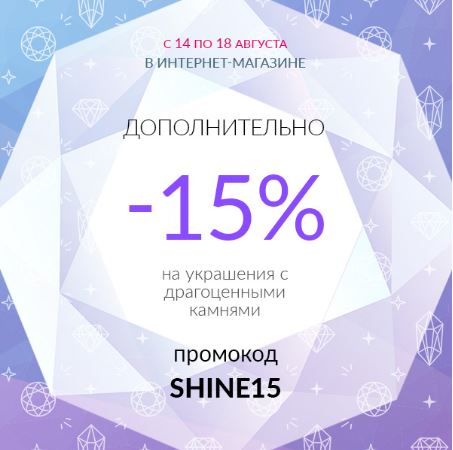 С 14 ПО 18 АВГУСТА
В ИНТЕРНЕТ-МАГАЗИНЕ
ДОПОЛНИТЕЛЬНО
-15%
на украшения с
драгоценными
камнями
промокод
SHINE15